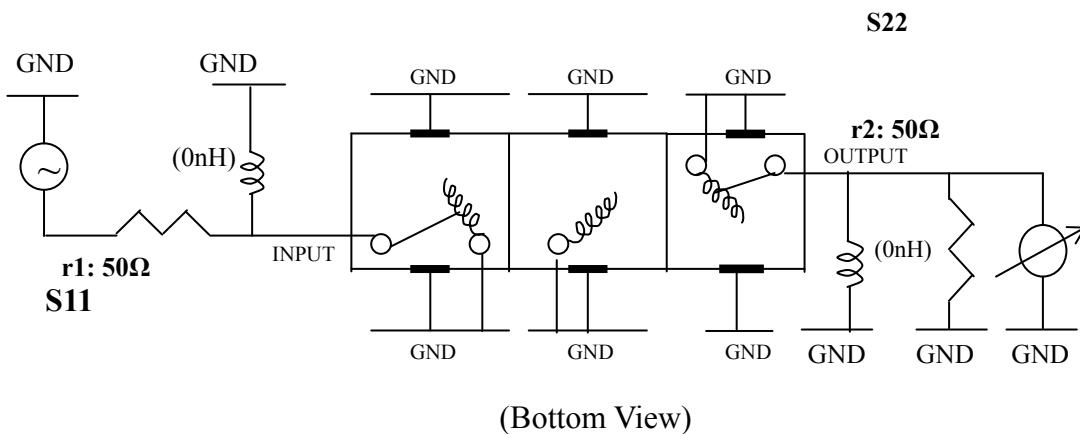 S22
GND
GND
GND
GND
GND
r2: 50Ω
OUTPUT
(0nH)
INPUT
(0nH)
r1: 50Ω
S11
GND
GND
GND
GND
GND
GND
(Bottom View)